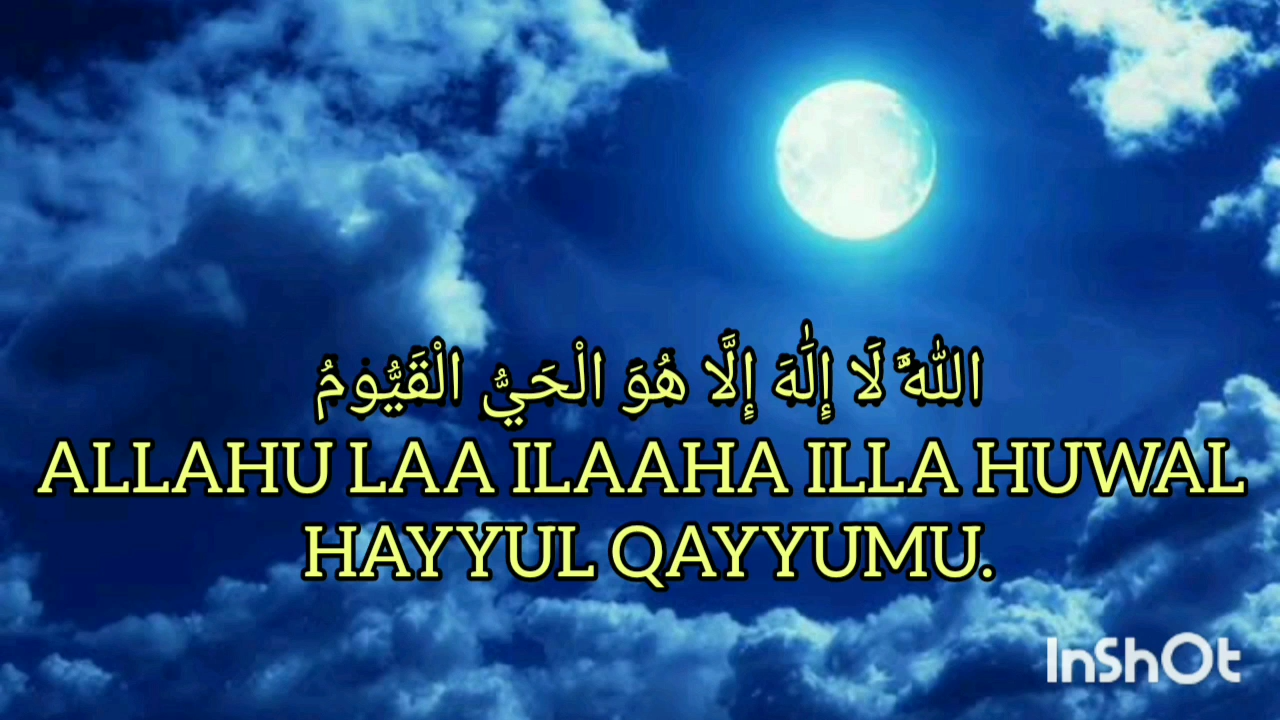 اللَّهُ لَا إِلَٰهَ إِلَّا هُوَ الْحَيُّ الْقَيُّومُ
ALLAHU LAA ILAAHA ILLA HUWAL
HAYYUL QAYYUMU.
InShOt